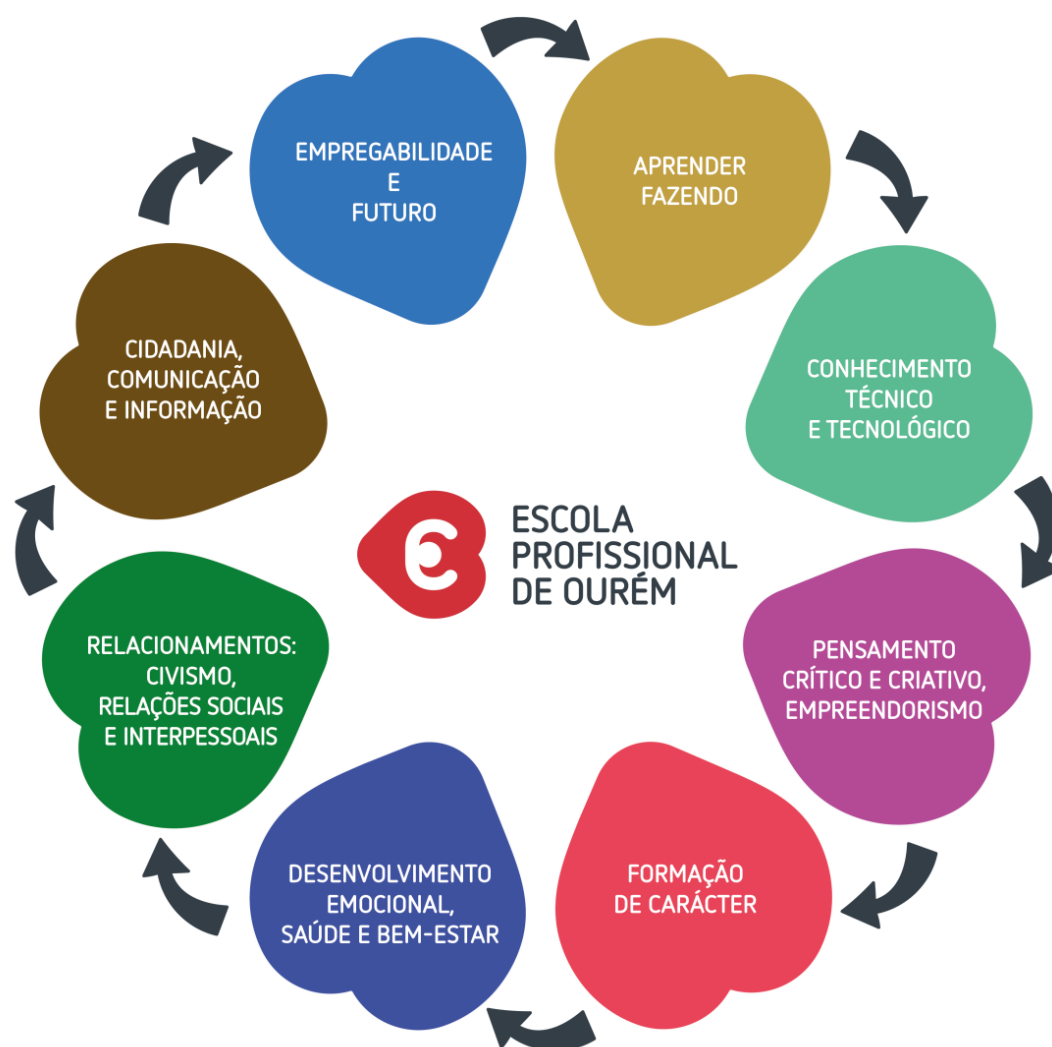 EMPREGABILIDADE
E
FUTURO
APRENDER
FAZENDO
CONHECIMENTO
TÉCNICO
E TECNOLÓGICO
PENSAMENTO
CRÍTICO E CRIATIVO,
EMPREENDORISMO
FORMAÇÃO
DE CARÁCTER
DESENVOLVIMENTO
EMOCIONAL,
SAÚDE E BEM-ESTAR
RELACIONAMENTOS:
CIVISMO,
RELAÇÕES SOCIAIS
E INTERPESSOAIS
CIDADANIA,
COMUNICAÇÃO
E INFORMAÇÃO
ESCOLA
PROFISSIONAL
DE OURÉM